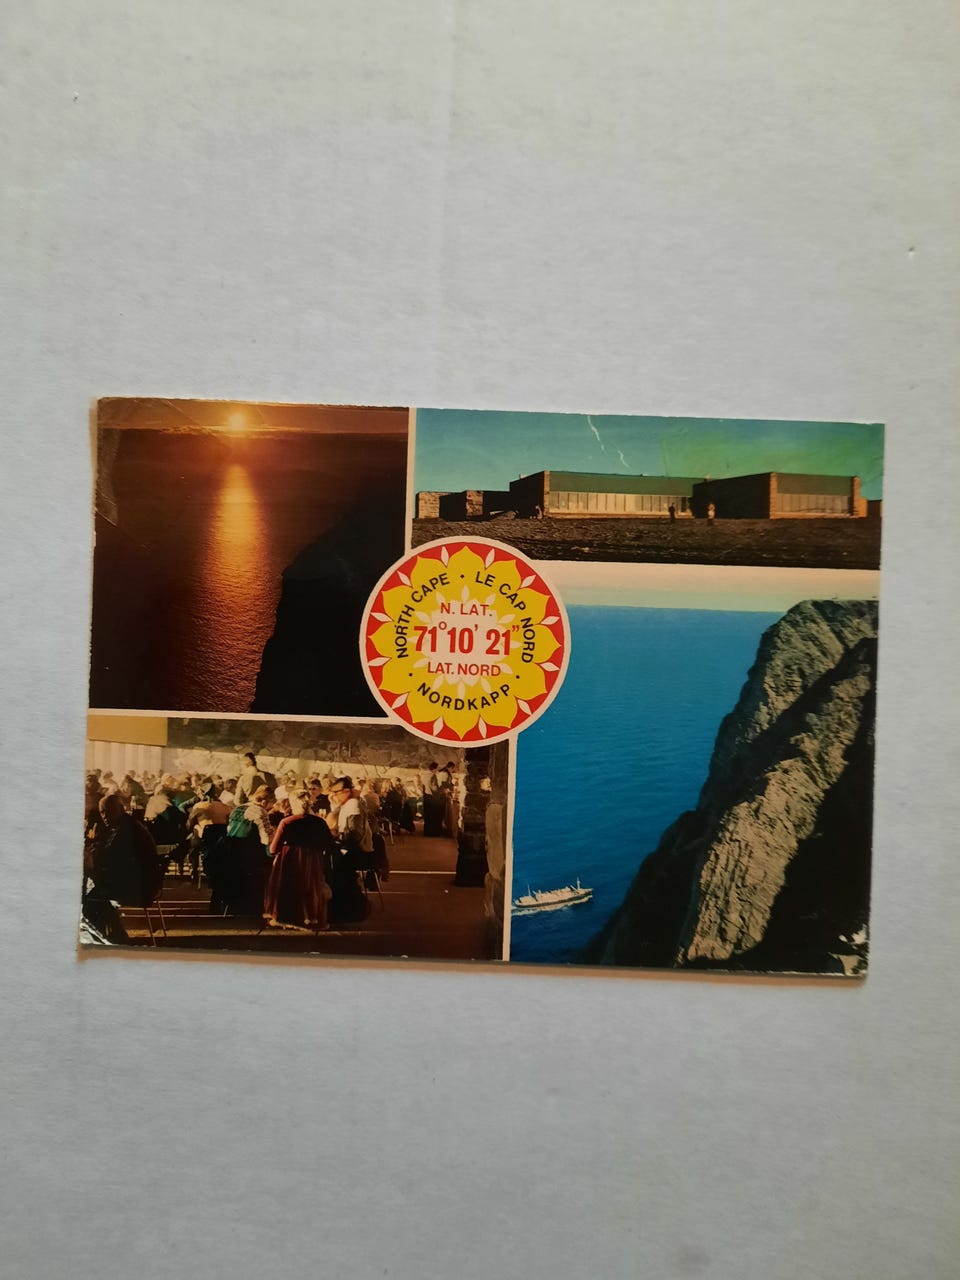 NORTH CAPE • LE CAP NORD
N. LAT.
71° 10' 21"
LAT. NORD
• NORDKAPP •